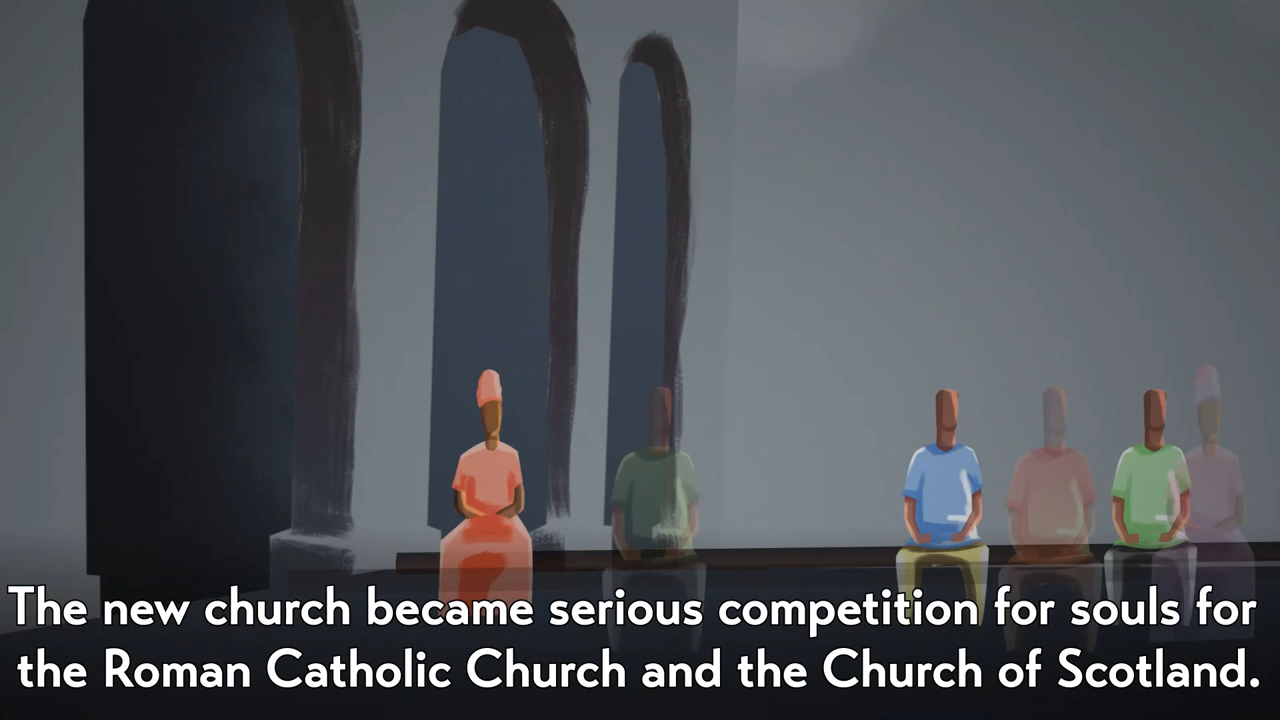 The new church became serious competition for souls for
the Roman Catholic Church and the Church of Scotland.